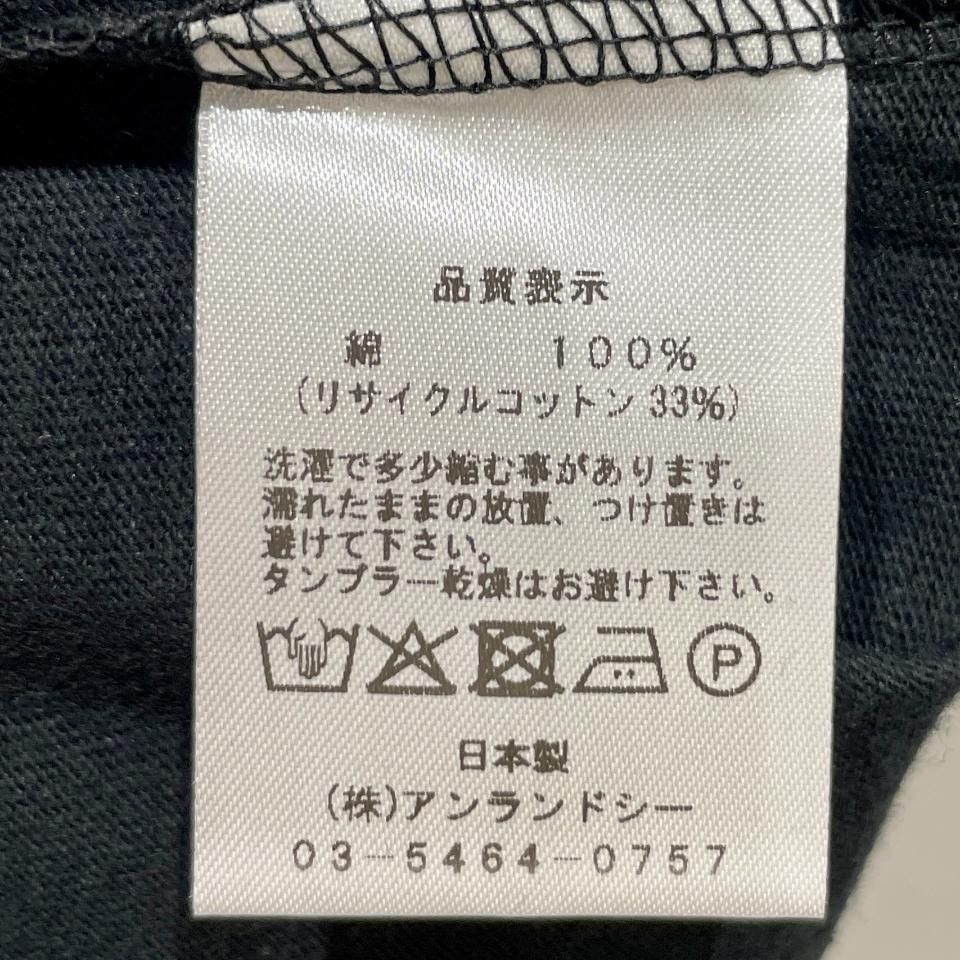 品質表示
綿 100%
(リサイクルコットン 33%)
洗濯で多少縮む事があります。
濡れたままの放置、つけ置きは
避けて下さい。
タンブラー乾燥はお避け下さい。
P
日本製
(株)アンランドシー
03-5464-0757